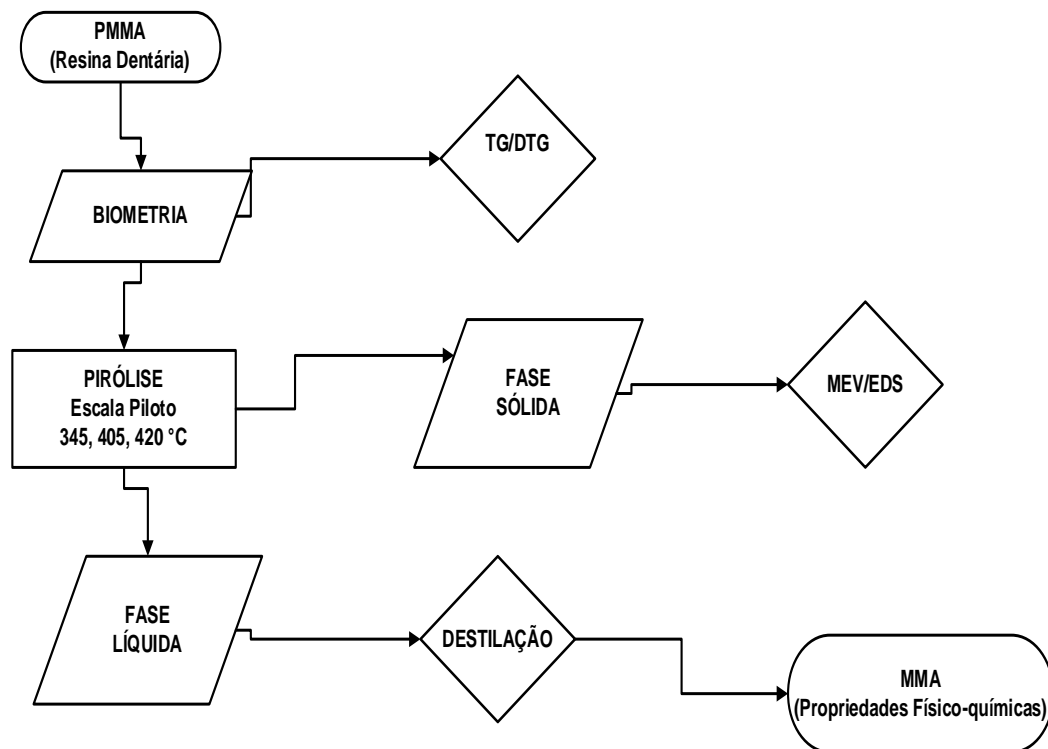 PMMA
(Resina Dentária)
TG/DTG
BIOMETRIA
PIRÓLISE
Escala Piloto
345, 405, 420 °C
FASE
SÓLIDA
MEV/EDS
FASE
LÍQUIDA
DESTILAÇÃO
MMA
(Propriedades Físico-químicas)